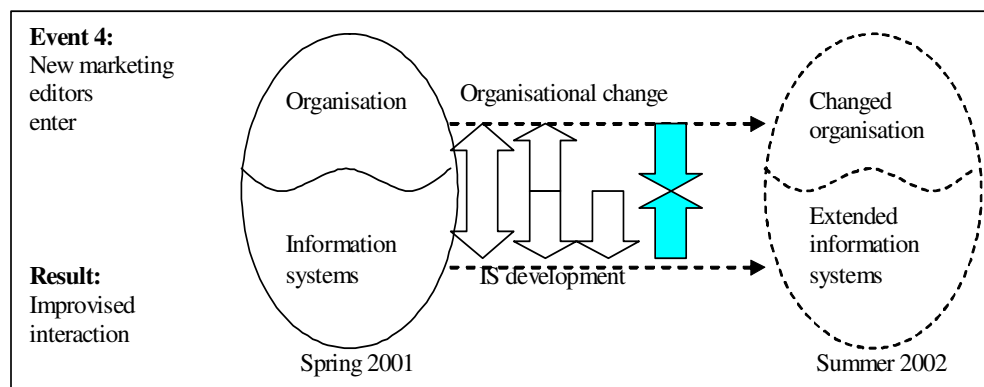 Event 4:
New marketing
editors
enter
Organisation
Organisational change
Changed
organisation
Information
systems
IS development
Extended
information
systems
Result:
Improvised
interaction
Spring 2001
Summer 2002